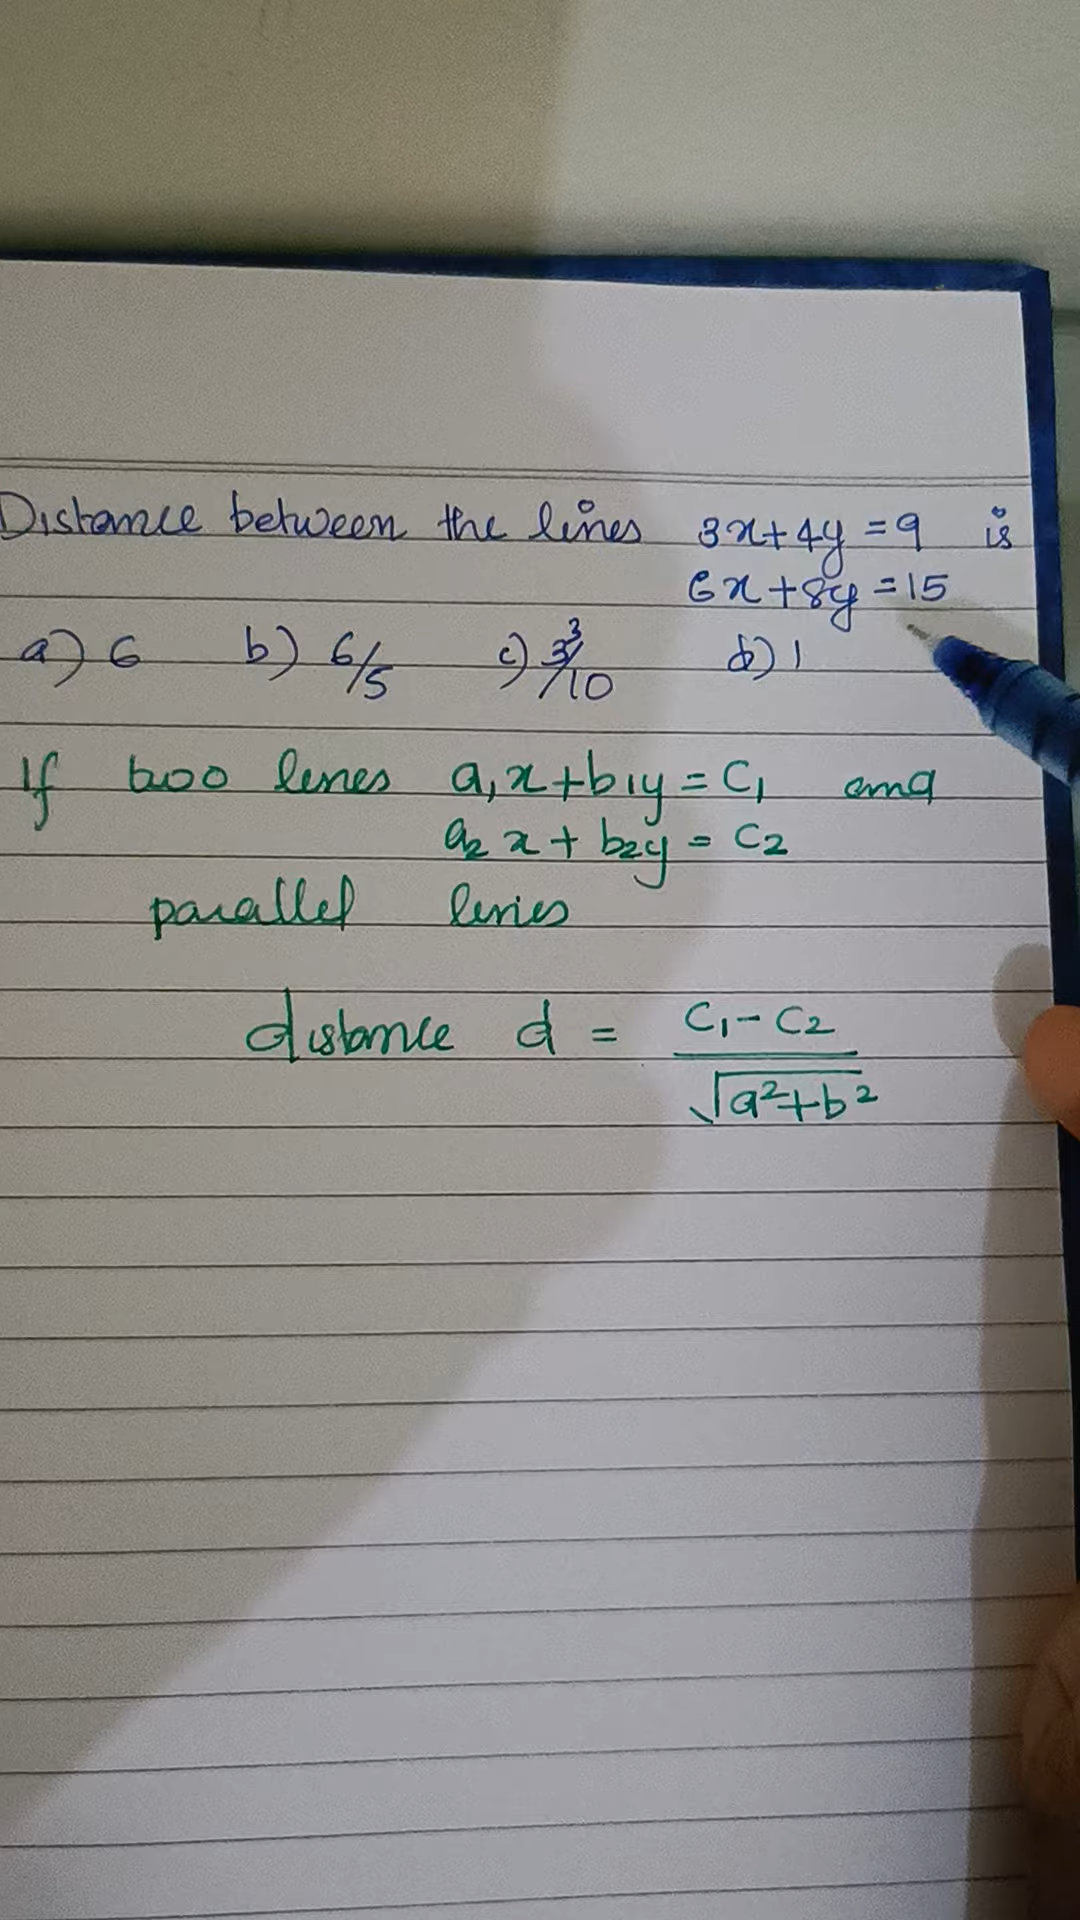 Distance between the lines 3x+4y=9 is
6x+8y=15
a) 6 b) 6/5 c) 3/10 d) 1
If two lines a₁x+b₁y=C₁ and
a₂x+b₂y=C₂
parallel lines
distance d = C₁-C₂
√a²+b²